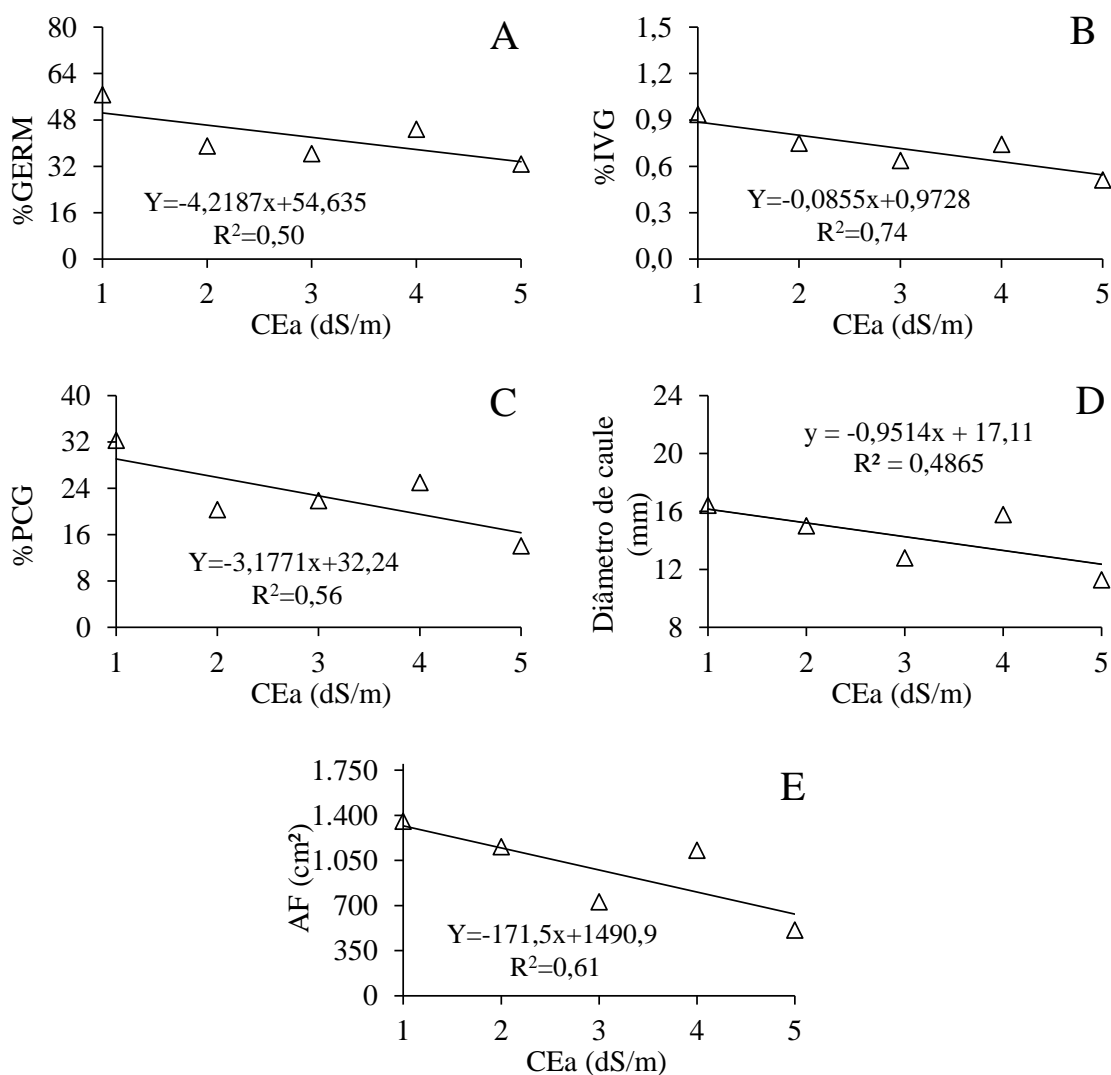 A
80
64
48
32
16
0
%GERM
Y=-4,2187x+54,635
R²=0,50
1 2 3 4 5
CEa (dS/m)
B
1,5
1,2
0,9
0,6
0,3
0,0
%IVG
Y=-0,0855x+0,9728
R²=0,74
1 2 3 4 5
CEa (dS/m)
C
40
32
24
16
8
0
%PCG
Y=-3,1771x+32,24
R²=0,56
1 2 3 4 5
CEa (dS/m)
D
24
20
16
12
8
Diâmetro de caule
(mm)
y = -0,9514x + 17,11
R² = 0,4865
1 2 3 4 5
CEa (dS/m)
E
1.750
1.400
1.050
700
350
0
AF (cm²)
Y=-171,5x+1490,9
R²=0,61
1 2 3 4 5
CEa (dS/m)